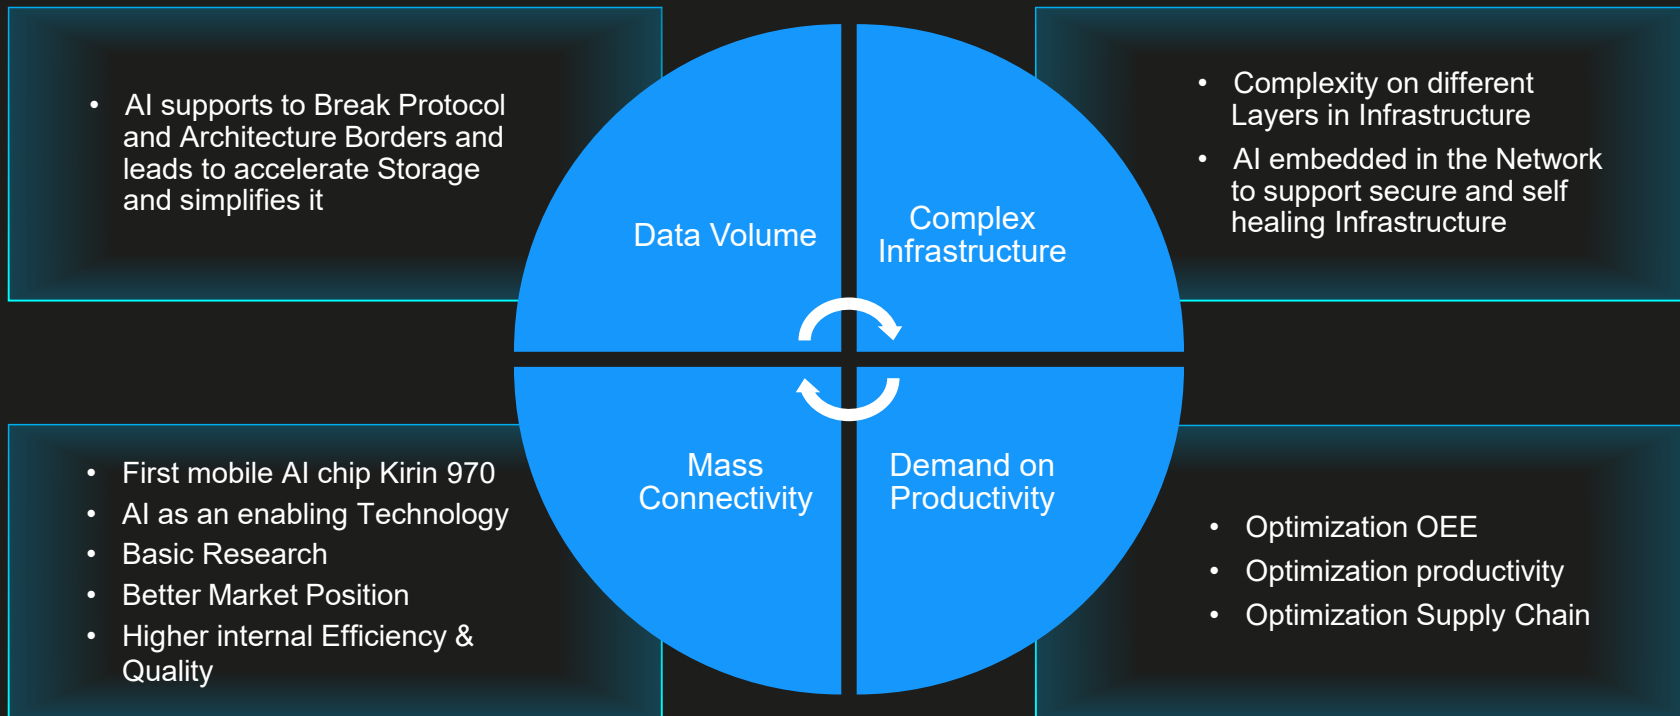 • AI supports to Break Protocol
and Architecture Borders and
leads to accelerate Storage
and simplifies it
Data Volume
Complex
Infrastructure
• Complexity on different
Layers in Infrastructure
• AI embedded in the Network
to support secure and self
healing Infrastructure
• First mobile AI chip Kirin 970
• AI as an enabling Technology
• Basic Research
• Better Market Position
• Higher internal Efficiency &
Quality
Mass
Connectivity
Demand on
Productivity
• Optimization OEE
• Optimization productivity
• Optimization Supply Chain